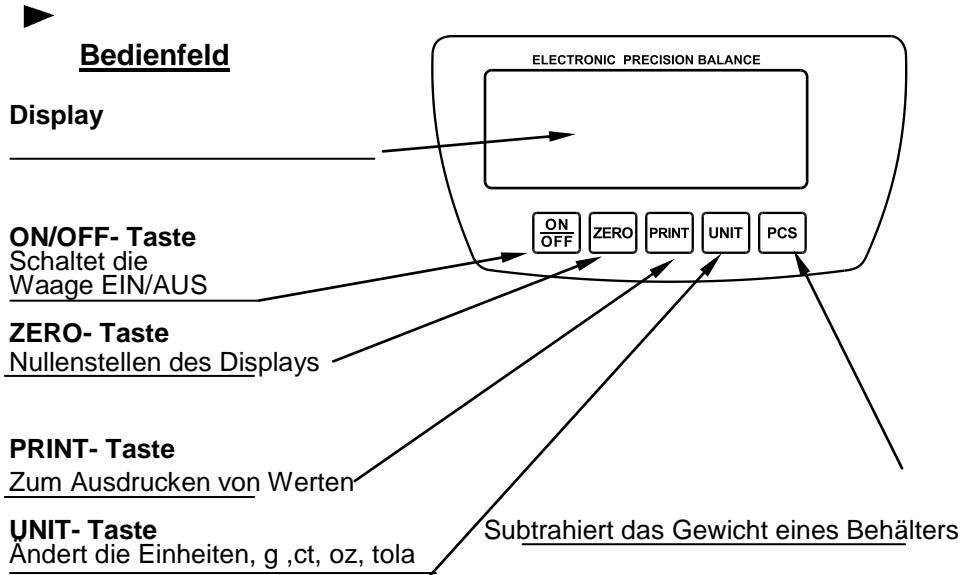 Bedienfeld
ELECTRONIC PRECISION BALANCE
Display
ON/OFF- Taste
Schaltet die
Waage EIN/AUS
ON
OFF
ZERO
PRINT
UNIT
PCS
ZERO- Taste
Nullenstellen des Displays
PRINT- Taste
Zum Ausdrucken von Werten
UNIT- Taste
Ändert die Einheiten, g ,ct, oz, tola
Subtrahiert das Gewicht eines Behälters